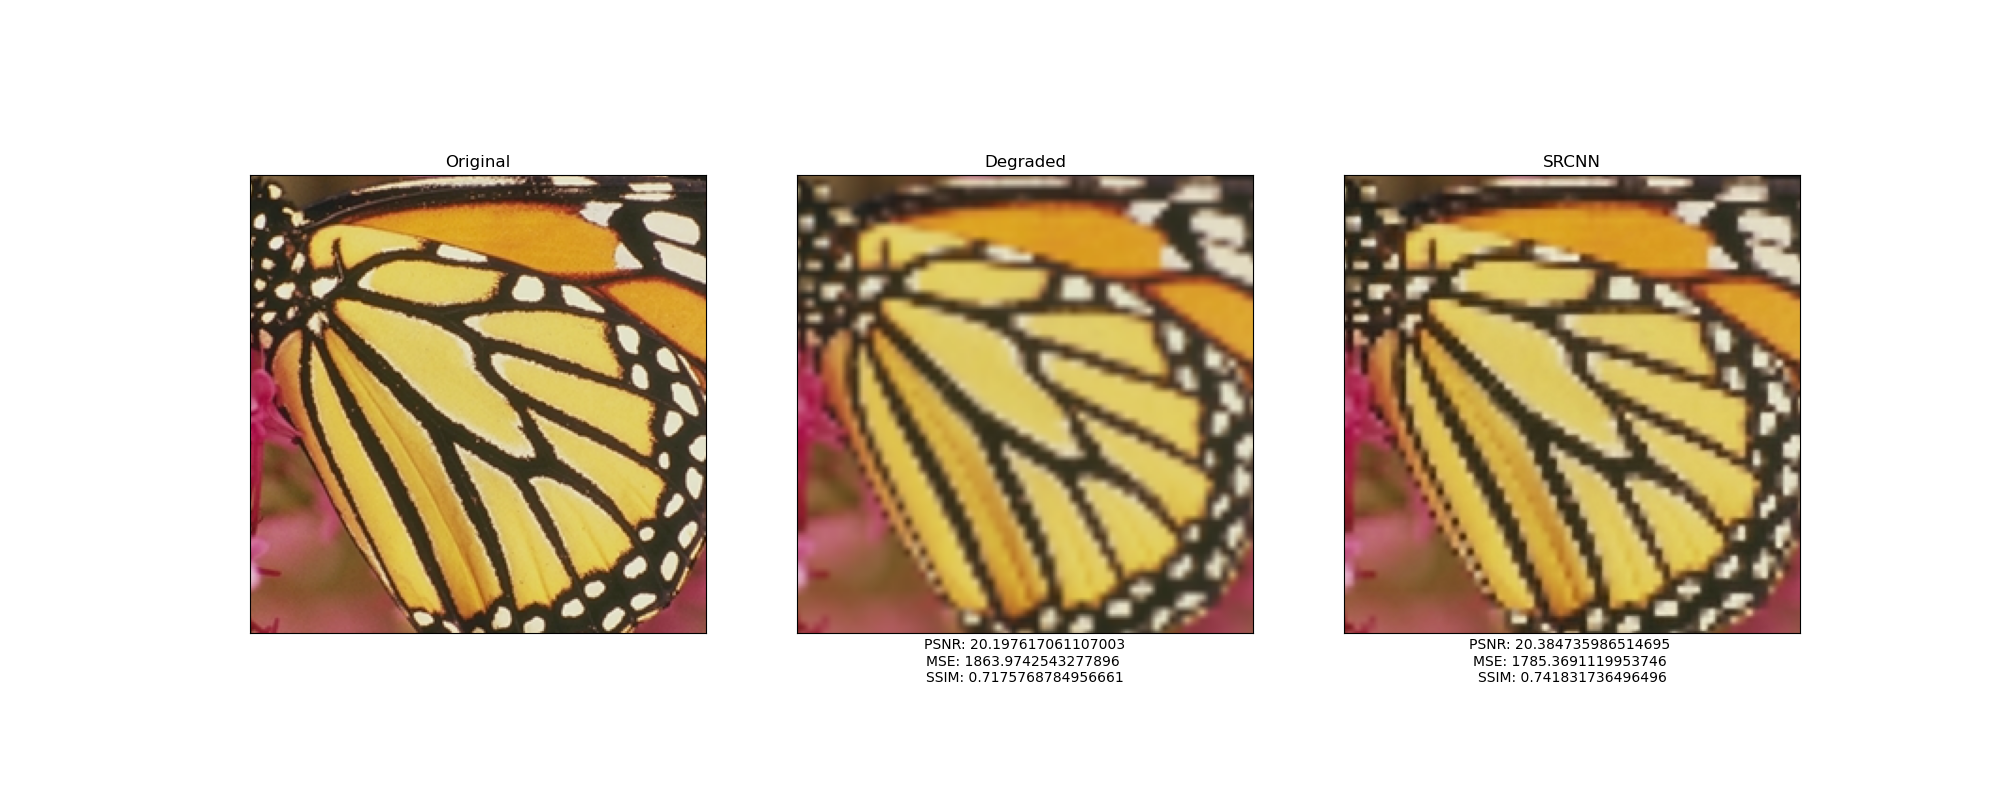 Original
Degraded
SRCNN
PSNR: 20.197617061107003
MSE: 1863.9742543277896
SSIM: 0.7175768784956661
PSNR: 20.384735986514695
MSE: 1785.3691119953746
SSIM: 0.741831736496496